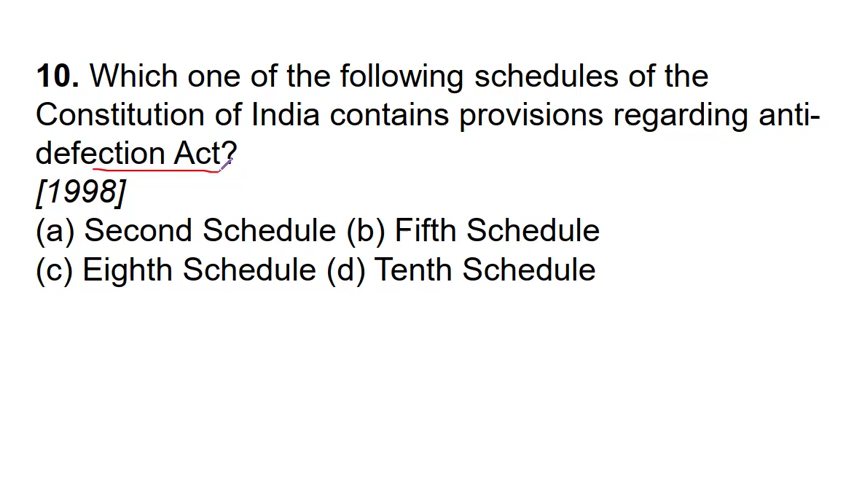 10. Which one of the following schedules of the
Constitution of India contains provisions regarding anti-
defection Act?
[1998]
(a) Second Schedule (b) Fifth Schedule
(c) Eighth Schedule (d) Tenth Schedule